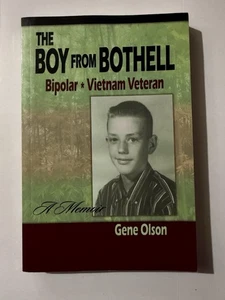 THE
BOY FROM BOTHELL
Bipolar * Vietnam Veteran
A Memoir
Gene Olson